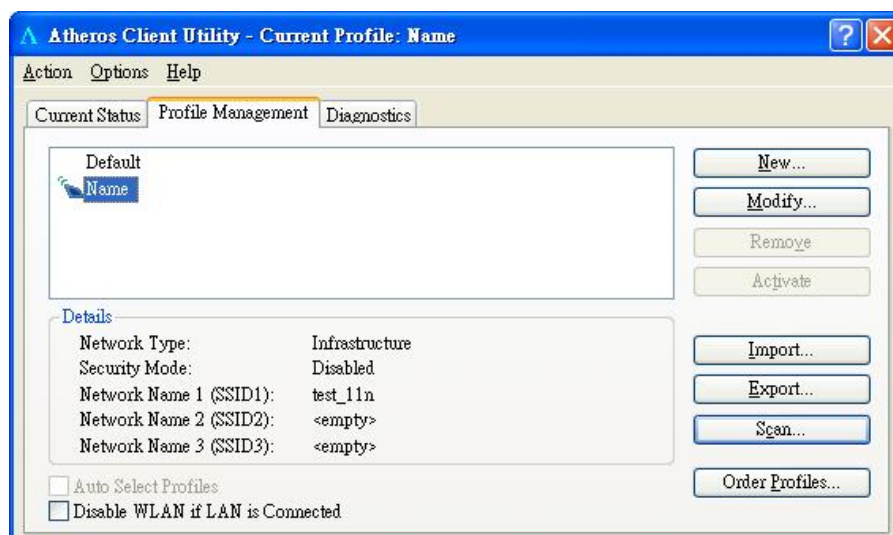 Atheros Client Utility - Current Profile: Name
Action Options Help
Current Status
Profile Management
Diagnostics
Default
Name
New...
Modify...
Remove
Activate
Details
Network Type: Infrastructure
Security Mode: Disabled
Network Name 1 (SSID1): test_11n
Network Name 2 (SSID2): <empty>
Network Name 3 (SSID3): <empty>
Import...
Export...
Scan...
Auto Select Profiles
Disable WLAN if LAN is Connected
Order Profiles...